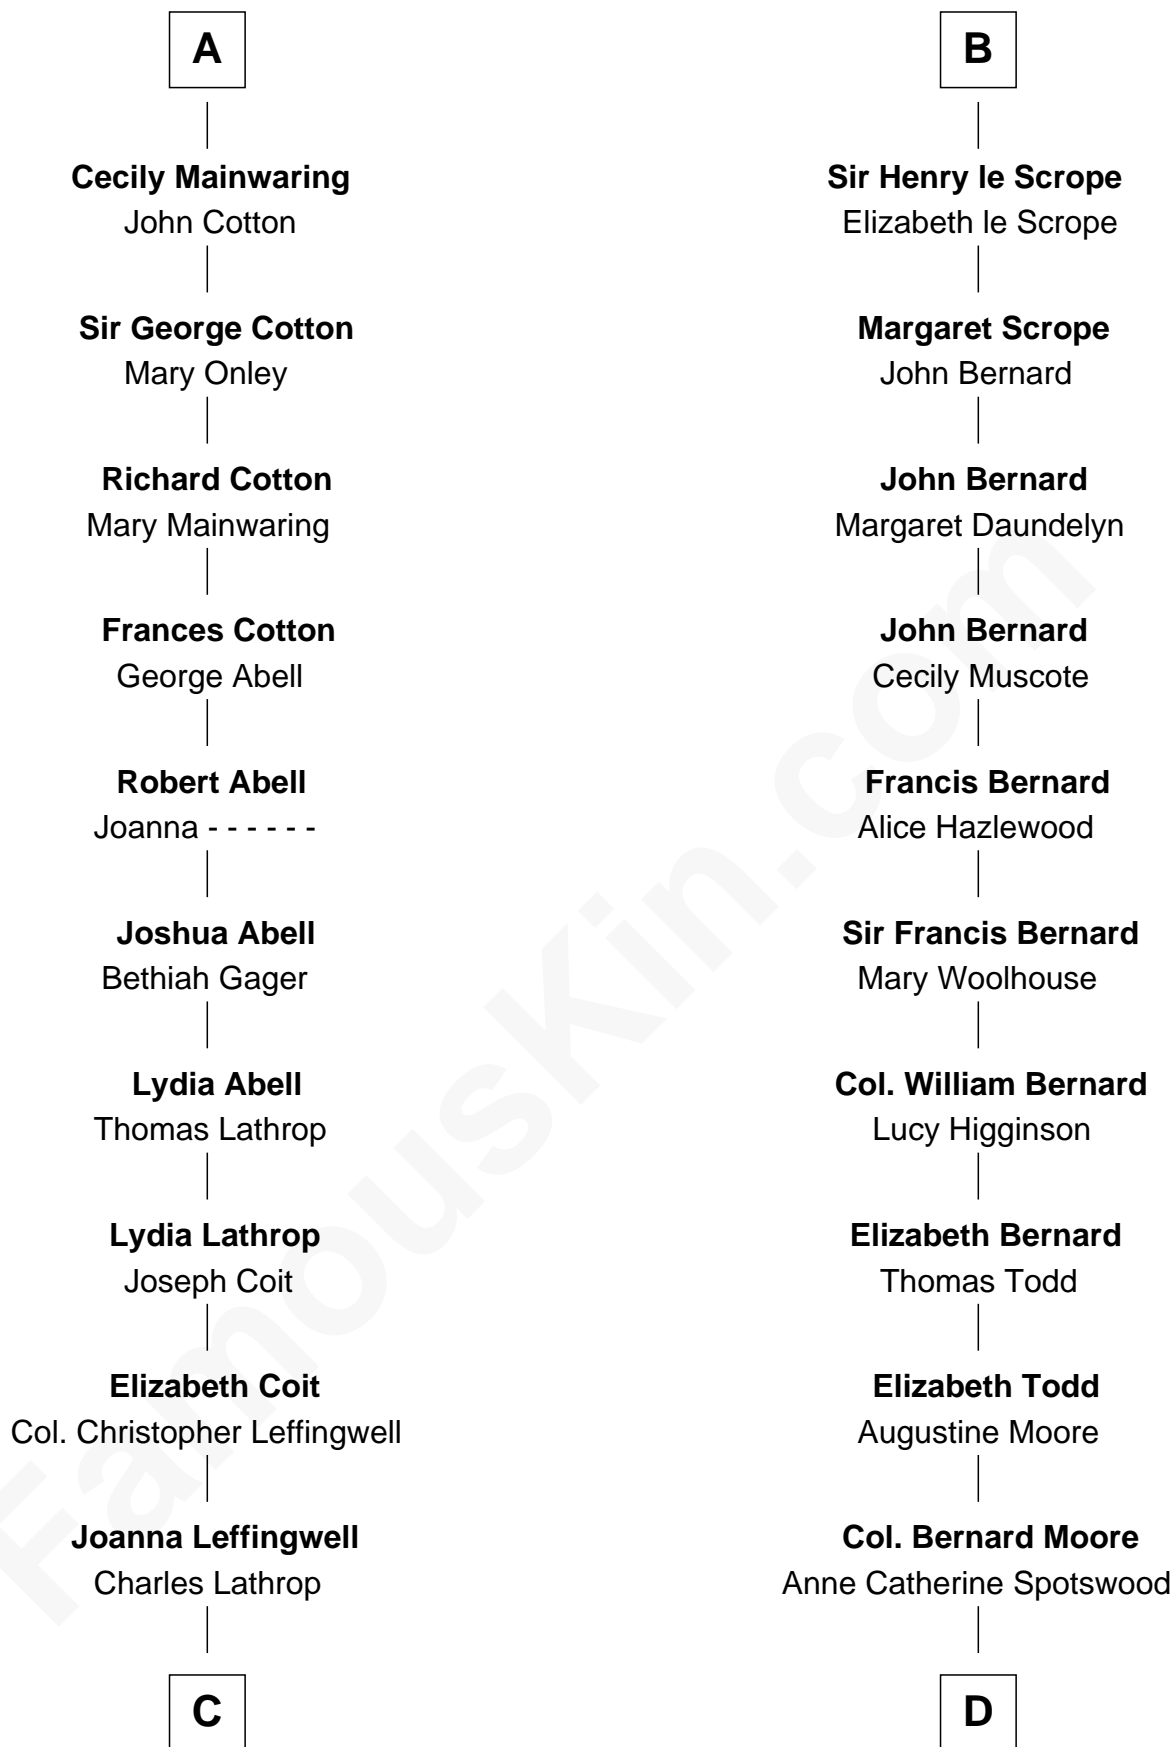 A
Cecily Mainwaring
John Cotton
Sir George Cotton
Mary Onley
Richard Cotton
Mary Mainwaring
Frances Cotton
George Abell
Robert Abell
Joanna - - - - - -
Joshua Abell
Bethiah Gager
Lydia Abell
Thomas Lathrop
Lydia Lathrop
Joseph Coit
Elizabeth Coit
Col. Christopher Leffingwell
Joanna Leffingwell
Charles Lathrop
C
B
Sir Henry le Scrope
Elizabeth le Scrope
Margaret Scrope
John Bernard
John Bernard
Margaret Daundelyn
John Bernard
Cecily Muscote
Francis Bernard
Alice Hazlewood
Sir Francis Bernard
Mary Woolhouse
Col. William Bernard
Lucy Higginson
Elizabeth Bernard
Thomas Todd
Elizabeth Todd
Augustine Moore
Col. Bernard Moore
Anne Catherine Spotswood
D
FamousKin.com